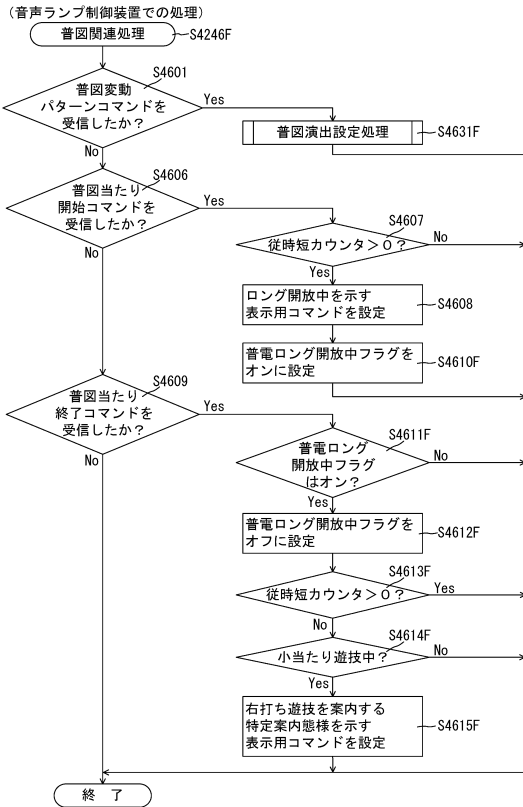 (音声ランプ制御装置での処理)
普図関連処理
S4246F
S4601
普図変動
パターンコマンドを
受信したか?
Yes
No
普図演出設定処理
S4631F
S4606
普図当たり
開始コマンドを
受信したか?
Yes
No
S4607
従時短カウンタ>0?
No
Yes
ロング開放中を示す
表示用コマンドを設定
S4608
普電ロング開放中フラグを
オンに設定
S4610F
S4609
普図当たり
終了コマンドを
受信したか?
Yes
No
S4611F
普電ロング
開放中フラグ
はオン?
No
Yes
普電ロング開放中フラグを
オフに設定
S4612F
S4613F
従時短カウンタ>0?
Yes
No
S4614F
小当たり遊技中?
No
Yes
右打ち遊技を案内する
特定案内態様を示す
表示用コマンドを設定
S4615F
終 了